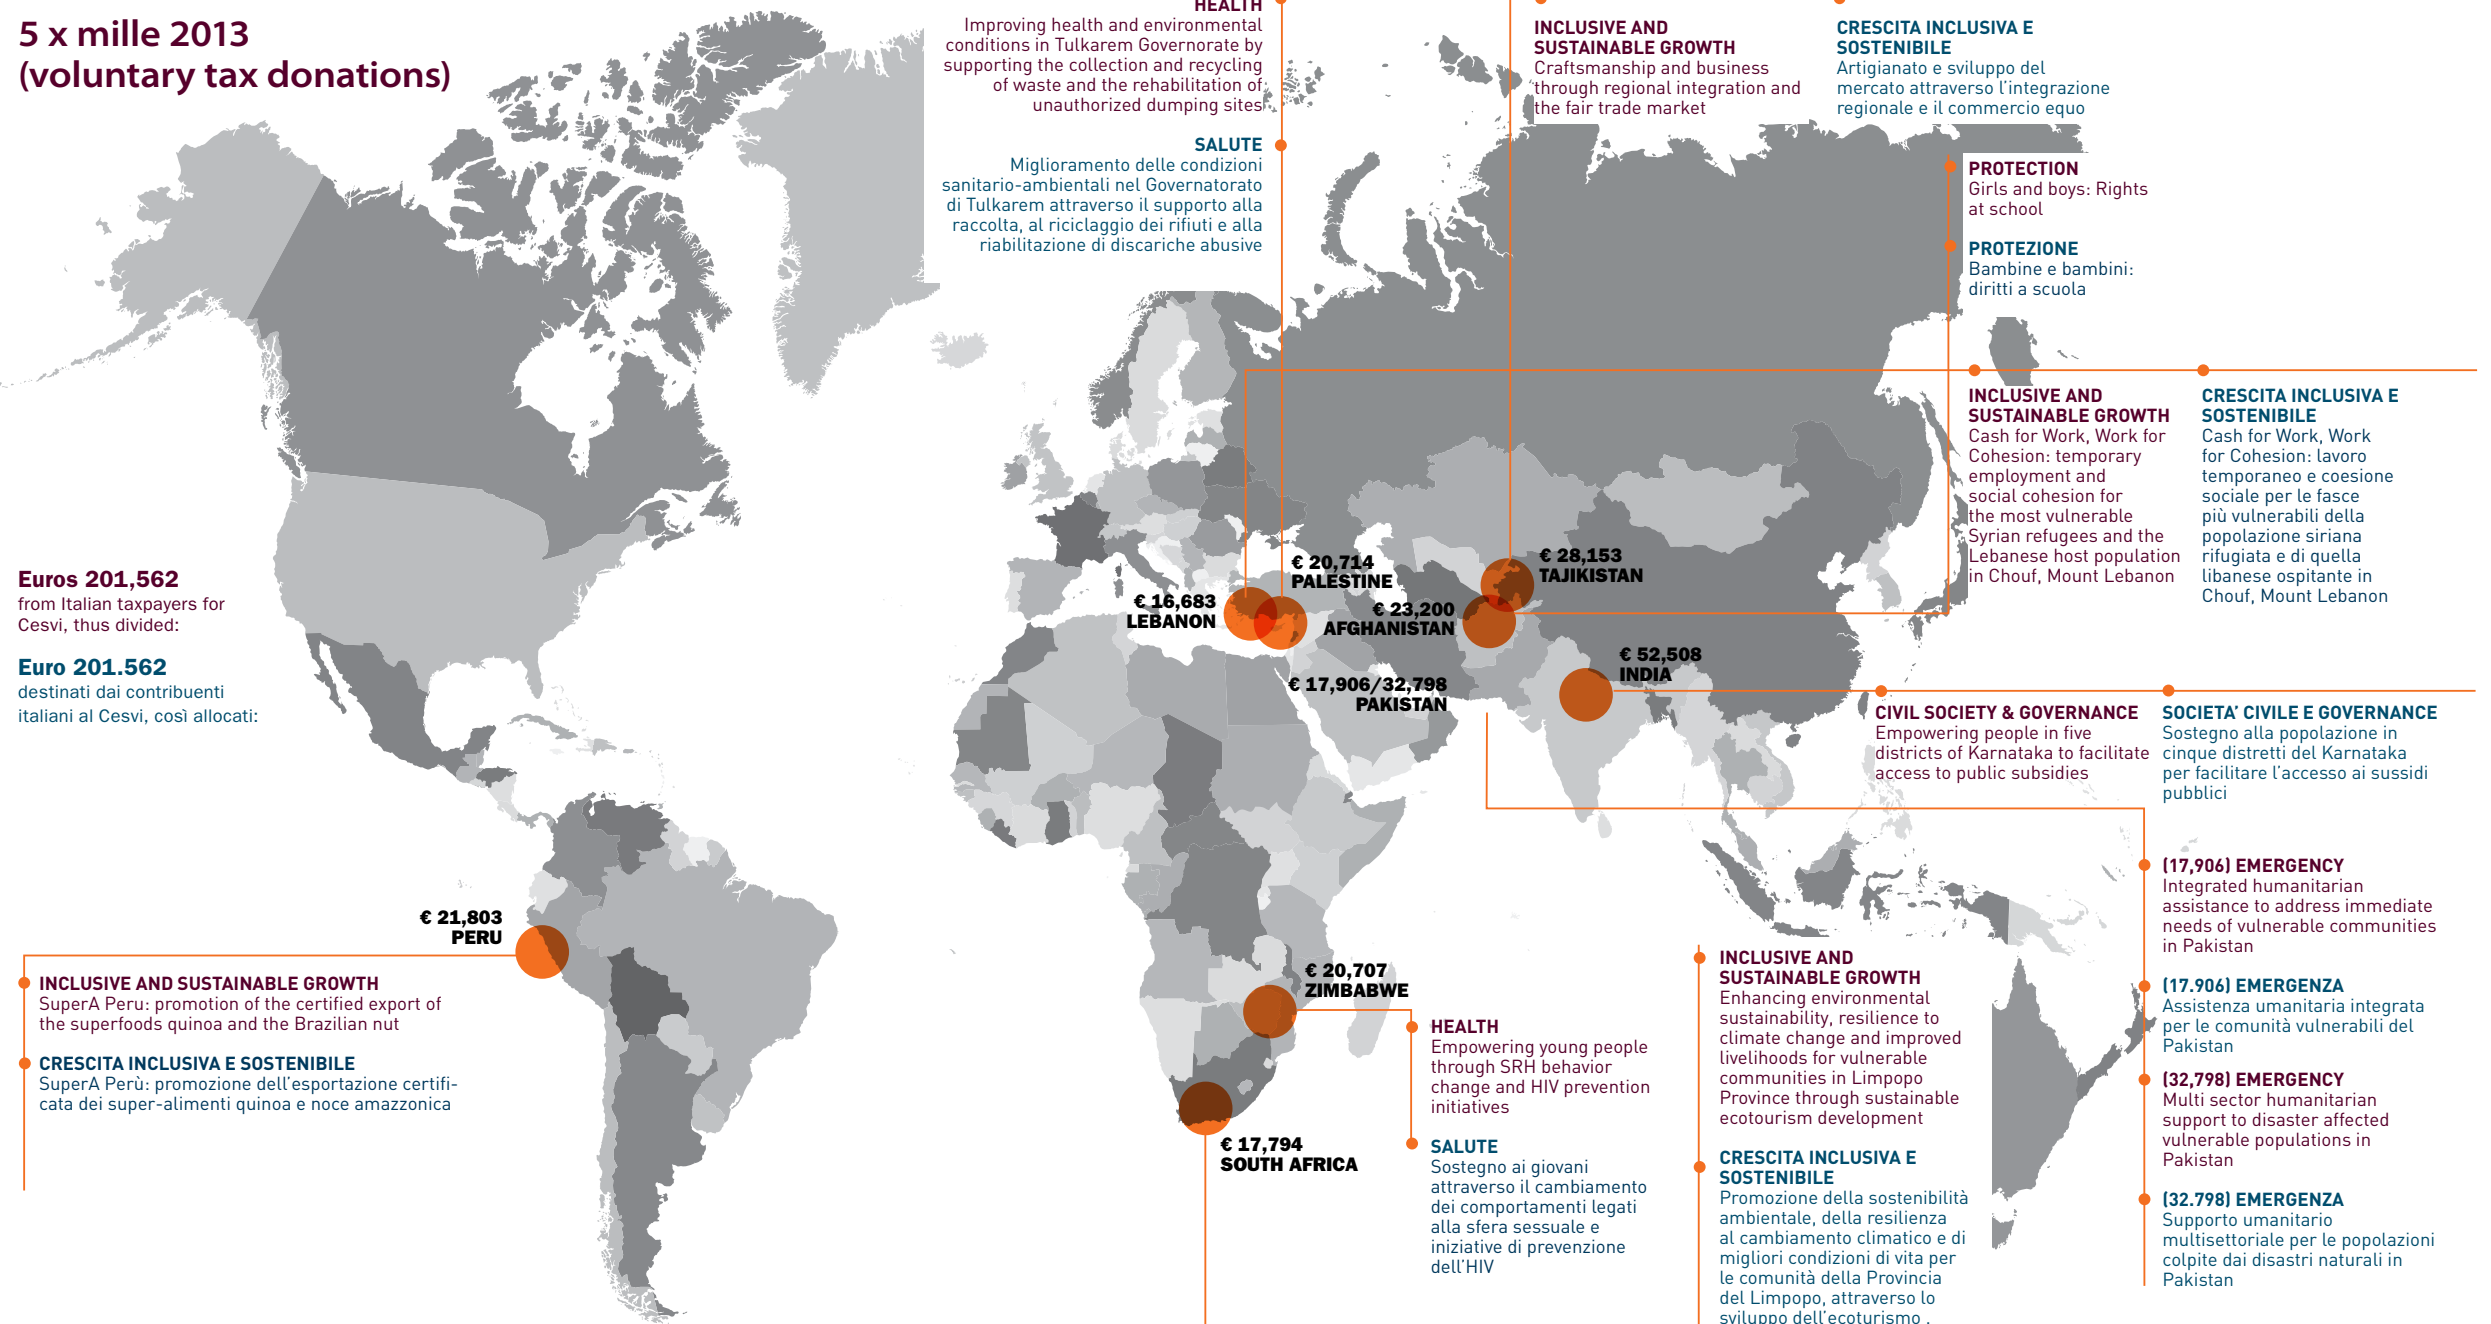 5 x mille 2013
(voluntary tax donations)
HEALTH
Improving health and environmental
conditions in Tulkarem Governorate by
supporting the collection and recycling
of waste and the rehabilitation of
unauthorized dumping sites
SALUTE
Miglioramento delle condizioni
sanitario-ambientali nel Governatorato
di Tulkarem attraverso il supporto alla
raccolta, al riciclaggio dei rifiuti e alla
riabilitazione di discariche abusive
INCLUSIVE AND
SUSTAINABLE GROWTH
Craftsmanship and business
through regional integration and
the fair trade market
CRESCITA INCLUSIVA E
SOSTENIBILE
Artigianato e sviluppo del
mercato attraverso l'integrazione
regionale e il commercio equo
PROTECTION
Girls and boys: Rights
at school
PROTEZIONE
Bambine e bambini:
diritti a scuola
INCLUSIVE AND
SUSTAINABLE GROWTH
Cash for Work, Work for
Cohesion: temporary
employment and
social cohesion for
the most vulnerable
Syrian refugees and the
Lebanese host population
in Chouf, Mount Lebanon
CRESCITA INCLUSIVA E
SOSTENIBILE
Cash for Work, Work
for Cohesion: lavoro
temporaneo e coesione
sociale per le fasce
più vulnerabili della
popolazione siriana
rifugiata e di quella
libanese ospitante in
Chouf, Mount Lebanon
Euros 201,562
from Italian taxpayers for
Cesvi, thus divided:
Euro 201.562
destinati dai contribuenti
italiani al Cesvi, così allocati:
€ 20,714
PALESTINE
€ 16,683
LEBANON
€ 28,153
TAJIKISTAN
€ 23,200
AFGHANISTAN
€ 52,508
INDIA
€ 17,906/32,798
PAKISTAN
CIVIL SOCIETY & GOVERNANCE
Empowering people in five
districts of Karnataka to facilitate
access to public subsidies
SOCIETA' CIVILE E GOVERNANCE
Sostegno alla popolazione in
cinque distretti del Karnataka
per facilitare l'accesso ai sussidi
pubblici
(17,906) EMERGENCY
Integrated humanitarian
assistance to address immediate
needs of vulnerable communities
in Pakistan
(17.906) EMERGENZA
Assistenza umanitaria integrata
per le comunità vulnerabili del
Pakistan
(32,798) EMERGENCY
Multi sector humanitarian
support to disaster affected
vulnerable populations in
Pakistan
(32.798) EMERGENZA
Supporto umanitario
multisettoriale per le popolazioni
colpite dai disastri naturali in
Pakistan
€ 21,803
PERU
INCLUSIVE AND SUSTAINABLE GROWTH
SuperA Peru: promotion of the certified export of
the superfoods quinoa and the Brazilian nut
CRESCITA INCLUSIVA E SOSTENIBILE
SuperA Perù: promozione dell'esportazione certifi-
cata dei super-alimenti quinoa e noce amazzonica
€ 20,707
ZIMBABWE
HEALTH
Empowering young people
through SRH behavior
change and HIV prevention
initiatives
SALUTE
Sostegno ai giovani
attraverso il cambiamento
dei comportamenti legati
alla sfera sessuale e
iniziative di prevenzione
dell'HIV
€ 17,794
SOUTH AFRICA
INCLUSIVE AND
SUSTAINABLE GROWTH
Enhancing environmental
sustainability, resilience to
climate change and improved
livelihoods for vulnerable
communities in Limpopo
Province through sustainable
ecotourism development
CRESCITA INCLUSIVA E
SOSTENIBILE
Promozione della sostenibilità
ambientale, della resilienza
al cambiamento climatico e di
migliori condizioni di vita per
le comunità della Provincia
del Limpopo, attraverso lo
sviluppo dell'ecoturismo .